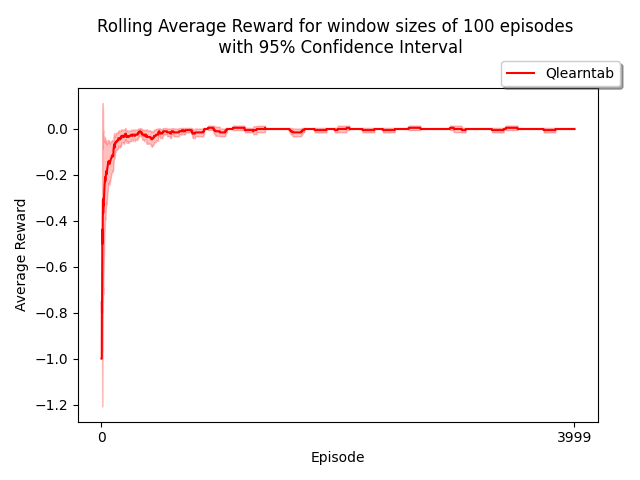 Rolling Average Reward for window sizes of 100 episodes
with 95% Confidence Interval
Qlearntab
0.0
−0.2
−0.4
−0.6
−0.8
−1.0
−1.2
Average Reward
0 3999
Episode